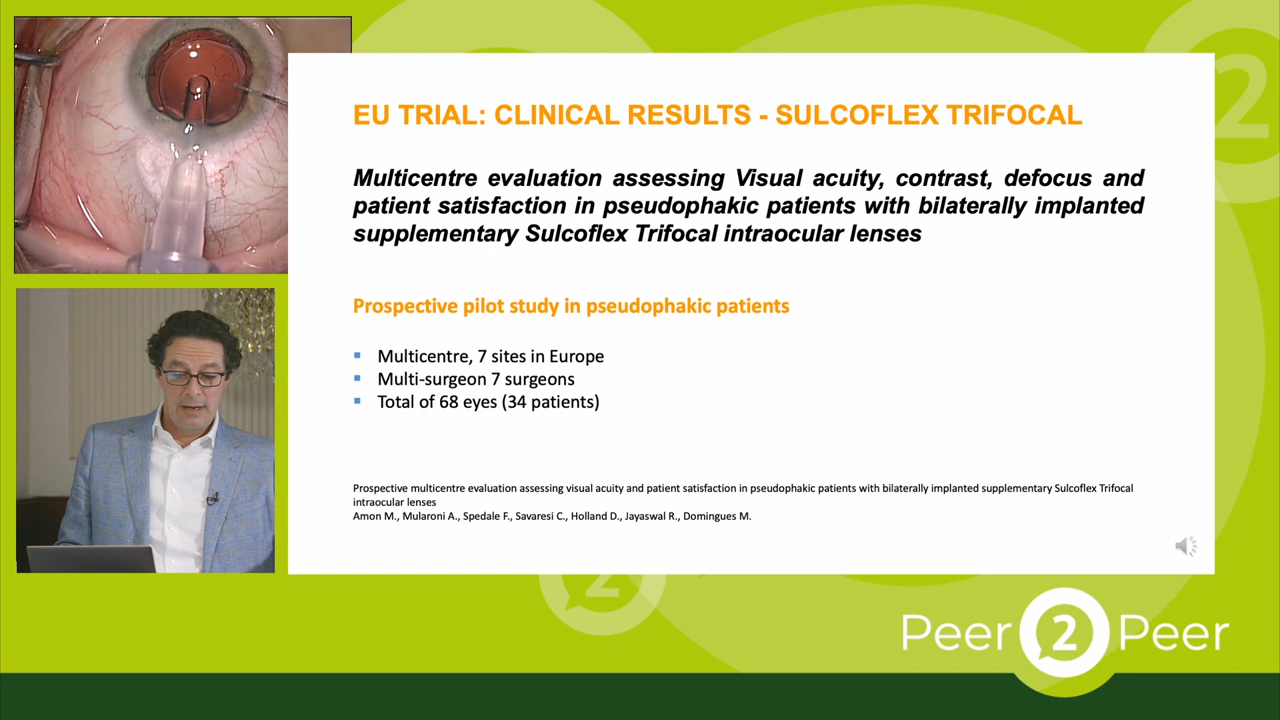 EU TRIAL: CLINICAL RESULTS - SULCOFLEX TRIFOCAL
Multicentre evaluation assessing Visual acuity, contrast, defocus and
patient satisfaction in pseudophakic patients with bilaterally implanted
supplementary Sulcoflex Trifocal intraocular lenses
Prospective pilot study in pseudophakic patients
▪ Multicentre, 7 sites in Europe
▪ Multi-surgeon 7 surgeons
▪ Total of 68 eyes (34 patients)
Prospective multicentre evaluation assessing visual acuity and patient satisfaction in pseudophakic patients with bilaterally implanted supplementary Sulcoflex Trifocal
intraocular lenses
Amon M., Mularoni A., Spedale F., Savaresi C., Holland D., Jayaswal R., Domingues M.
2
2
Peer 2 Peer